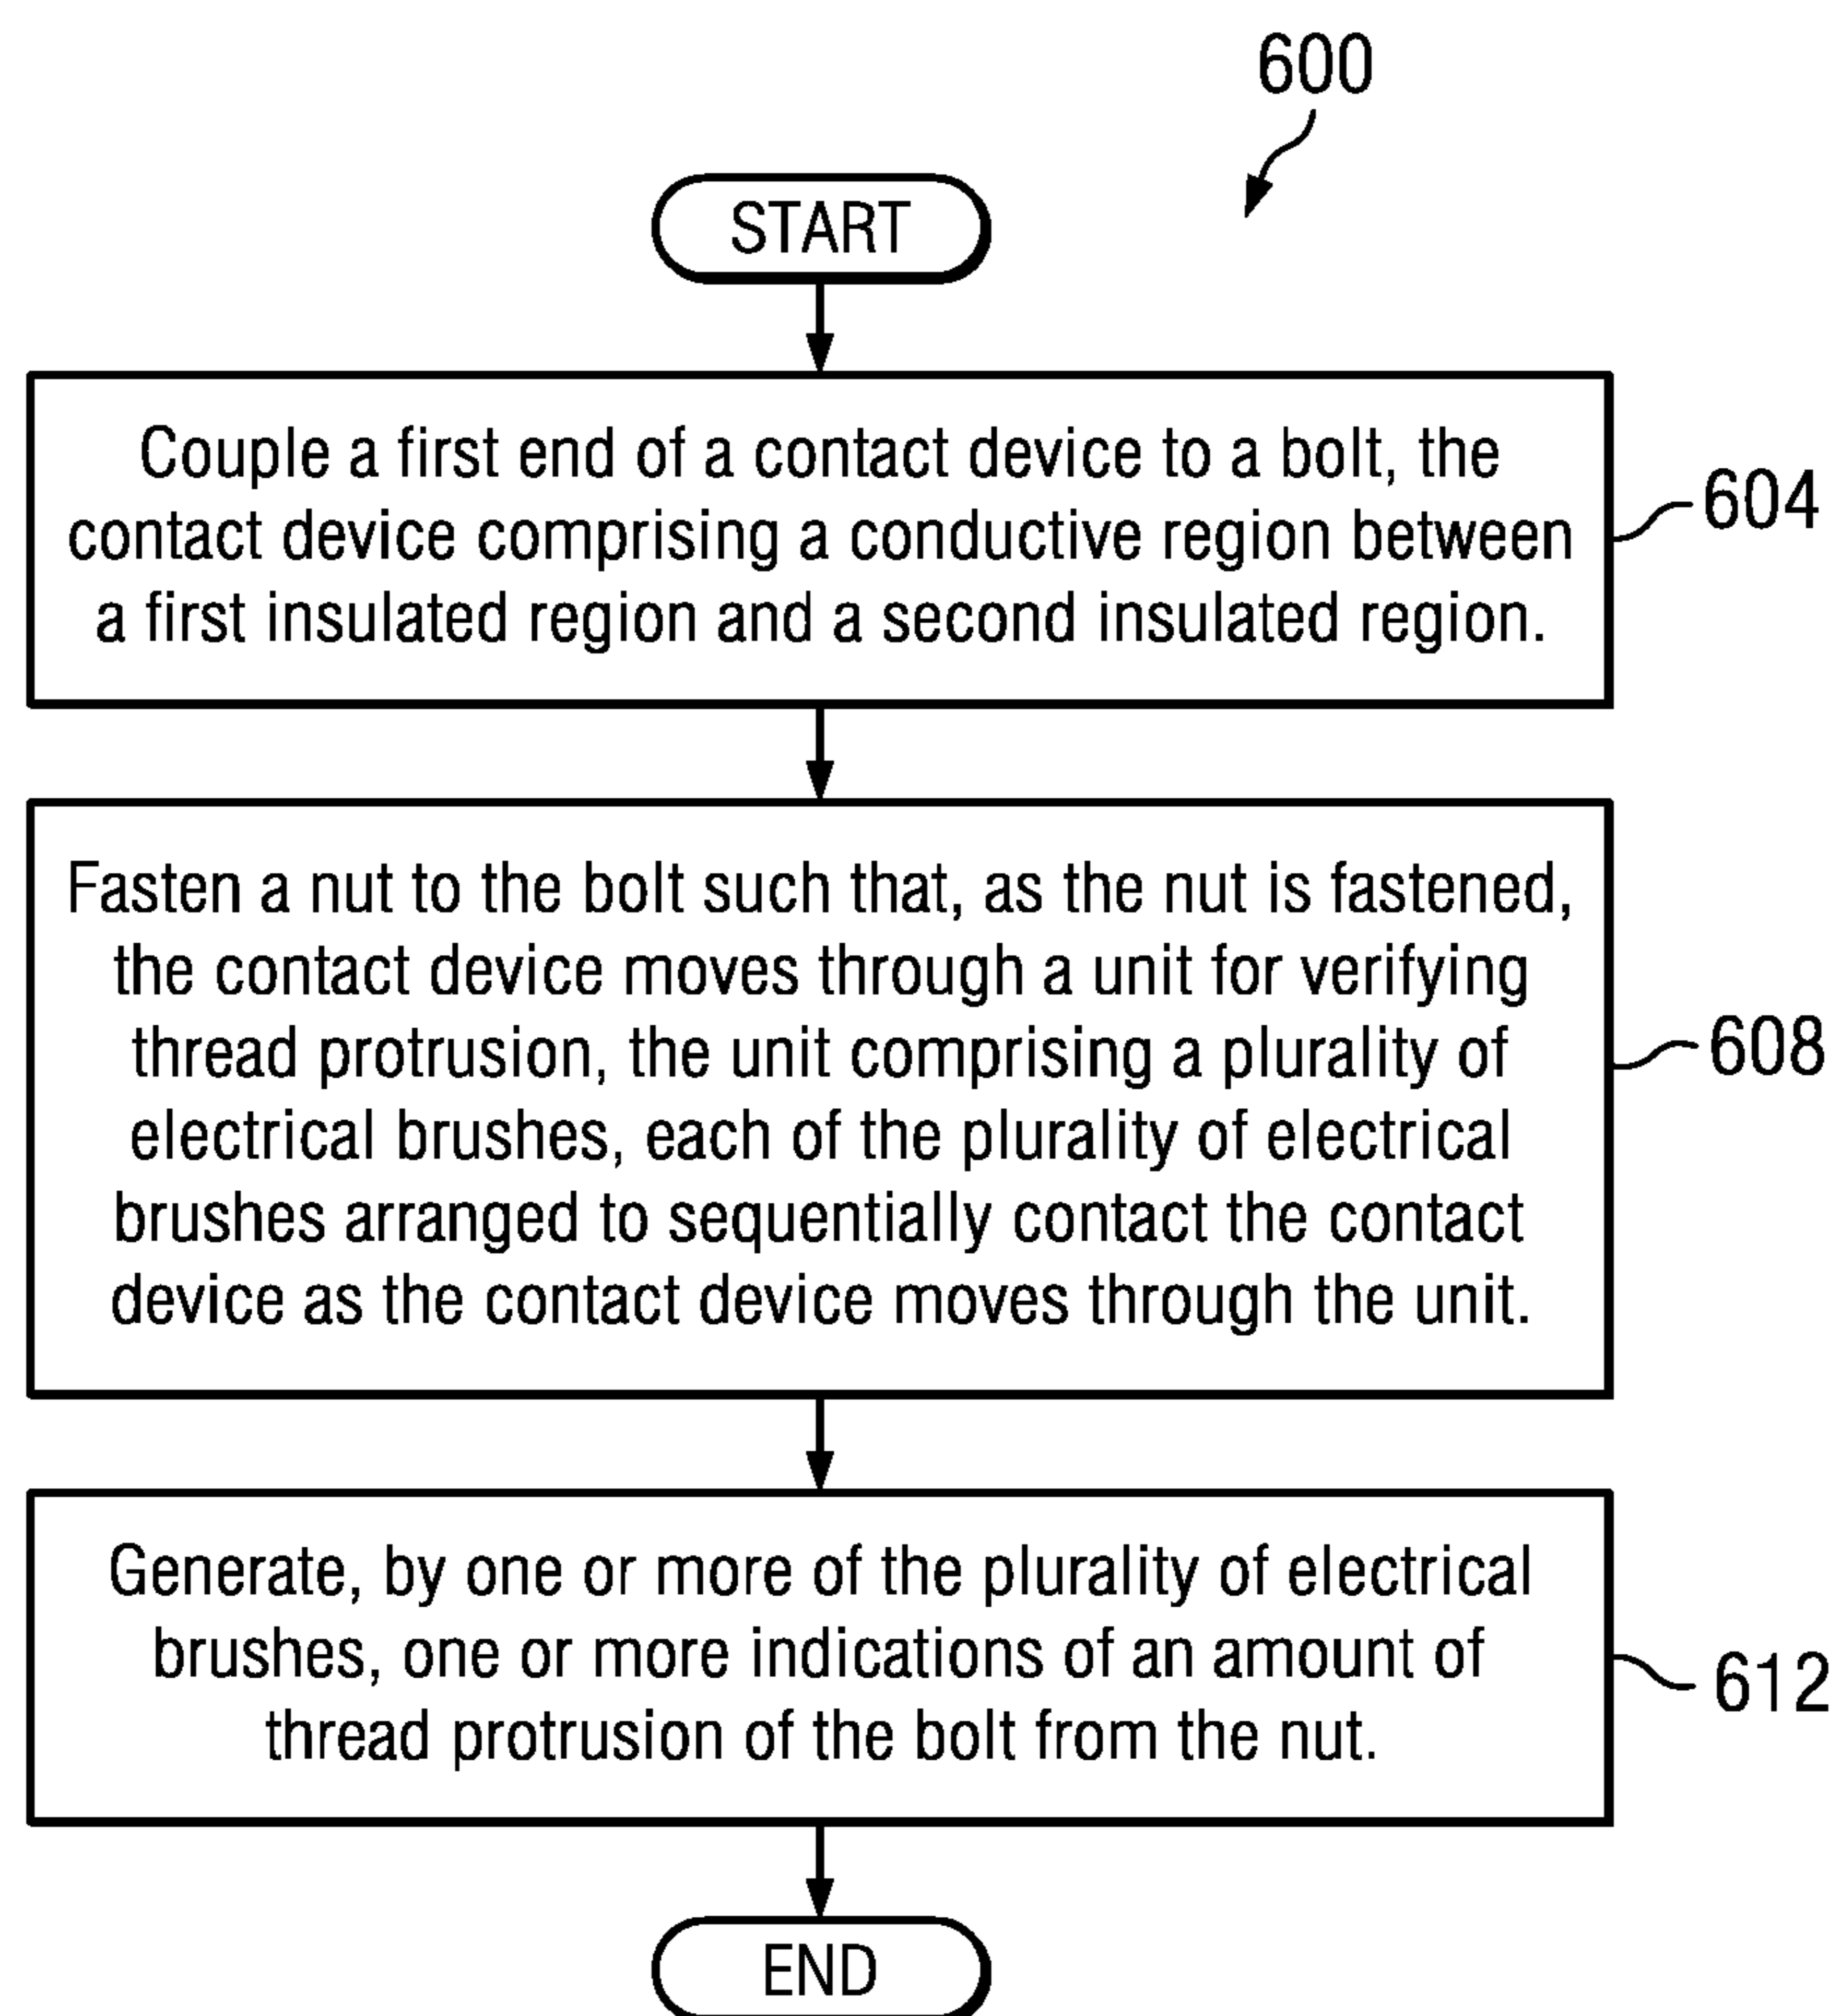 600
START
Couple a first end of a contact device to a bolt, the
contact device comprising a conductive region between
a first insulated region and a second insulated region.
604
Fasten a nut to the bolt such that, as the nut is fastened,
the contact device moves through a unit for verifying
thread protrusion, the unit comprising a plurality of
electrical brushes, each of the plurality of electrical
brushes arranged to sequentially contact the contact
device as the contact device moves through the unit.
608
Generate, by one or more of the plurality of electrical
brushes, one or more indications of an amount of
thread protrusion of the bolt from the nut.
612
END